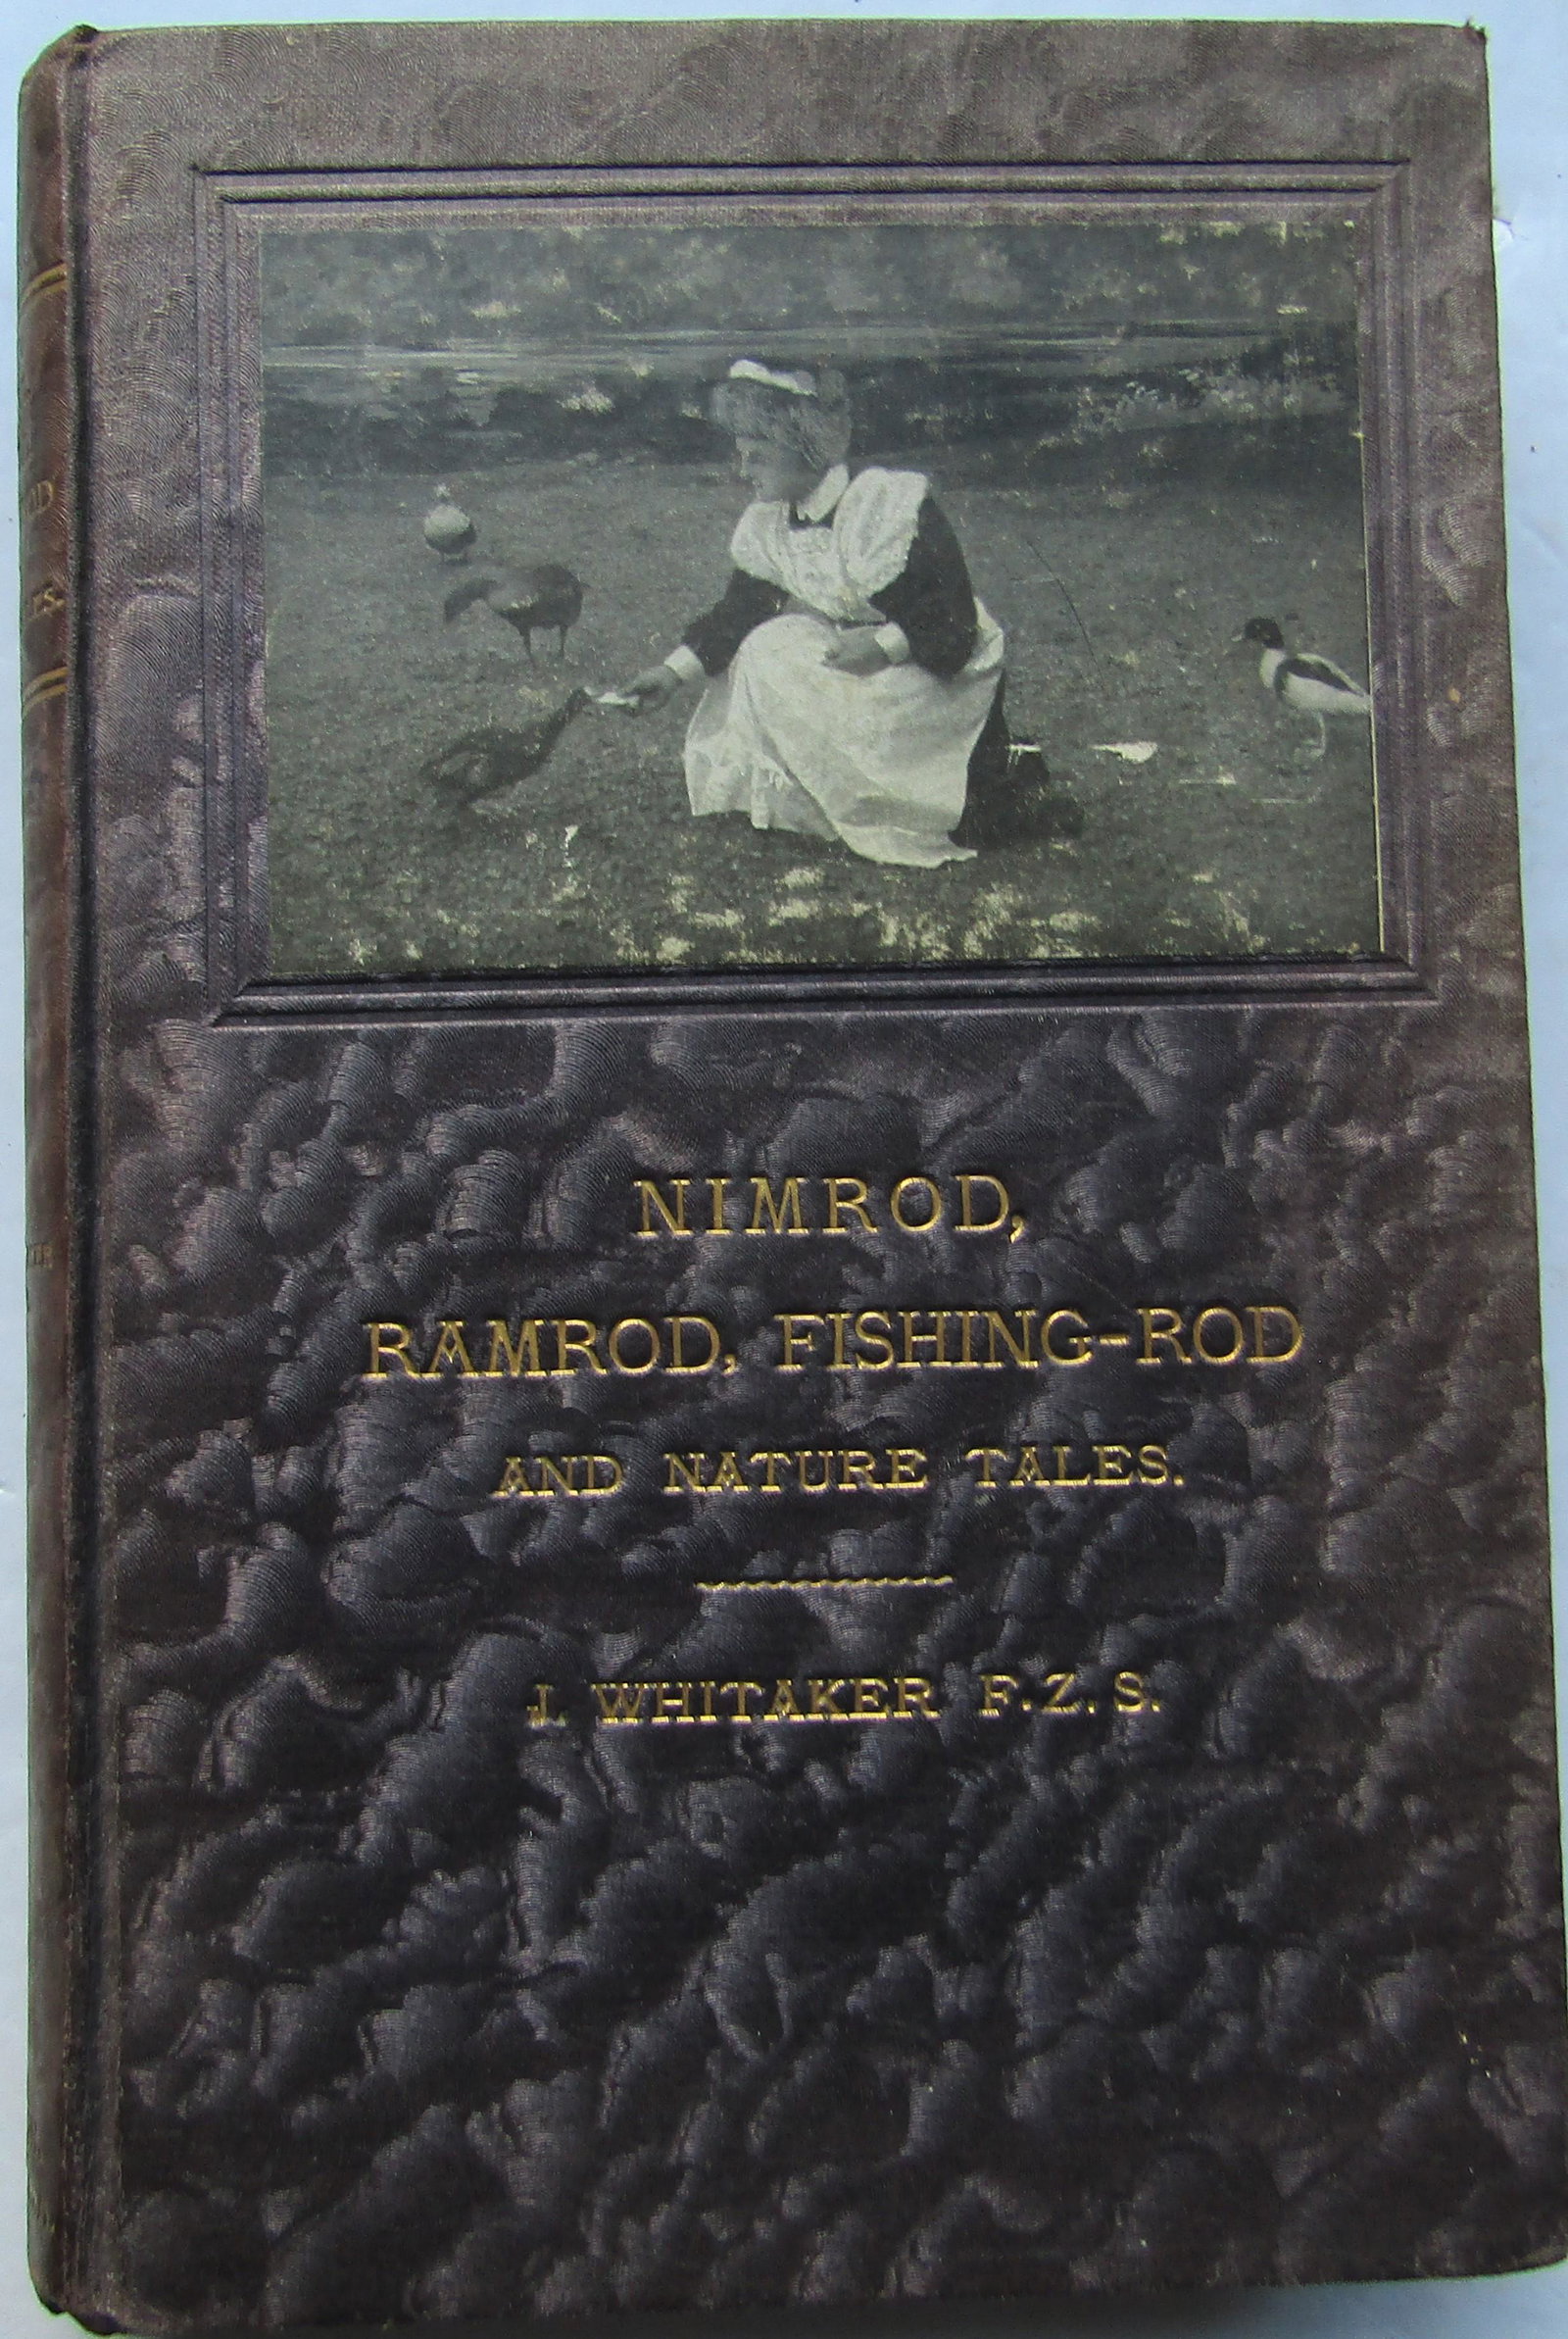 NIMROD,
RAMROD, FISHING-ROD
AND NATURE TALES.
J. WHITAKER F.Z.S.